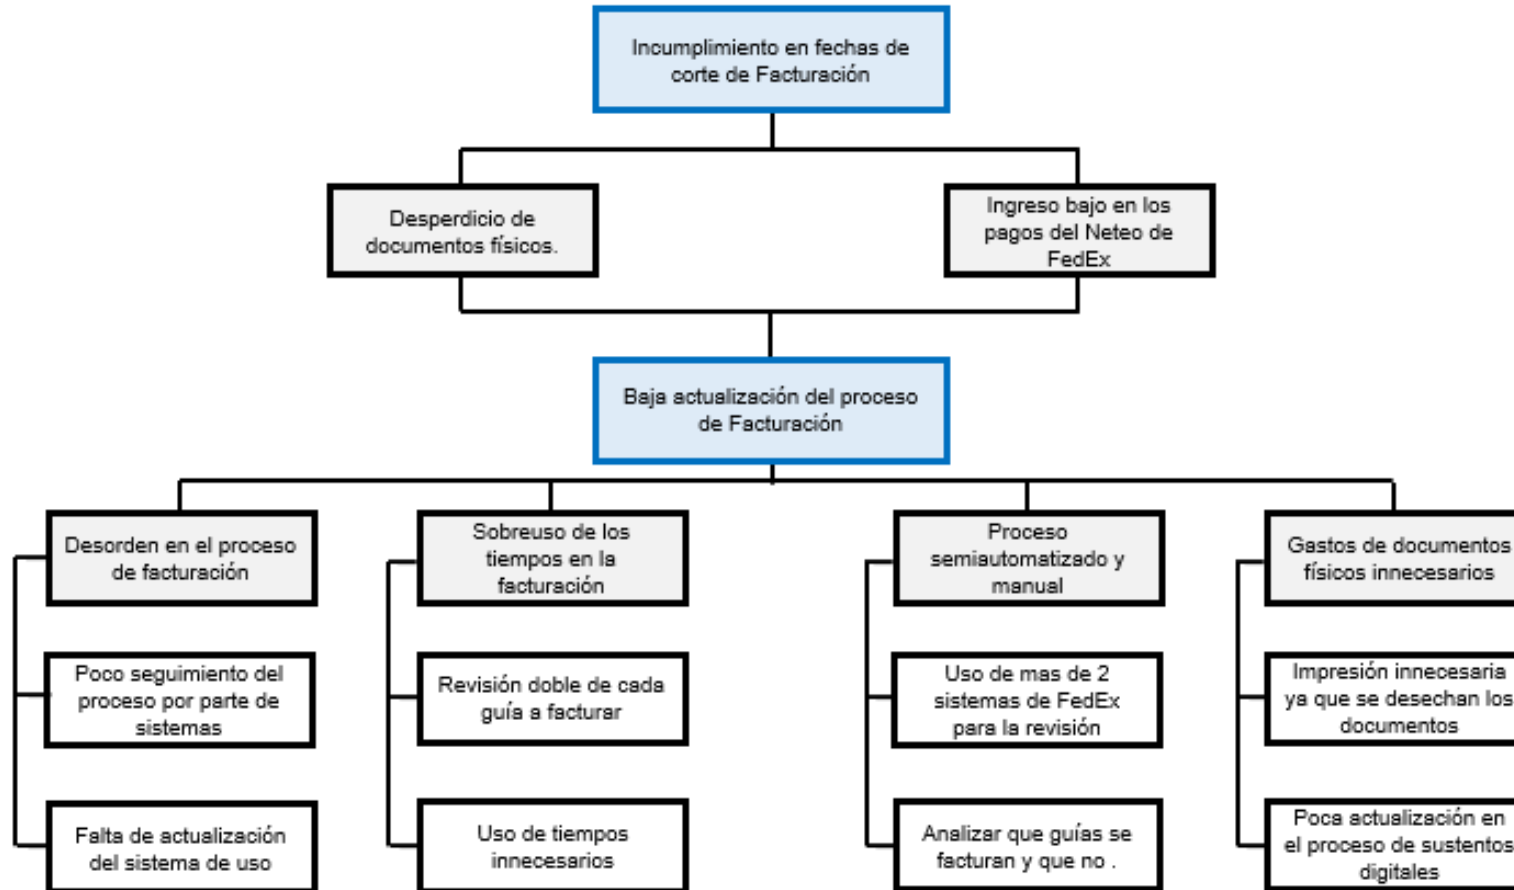 Incumplimiento en fechas de
corte de Facturación
Desperdicio de
documentos físicos.
Ingreso bajo en los
pagos del Neteo de
FedEx
Baja actualización del proceso
de Facturación
Desorden en el proceso
de facturación
Sobreuso de los
tiempos en la
facturación
Proceso
semiautomatizado y
manual
Gastos de documentos
físicos innecesarios
Poco seguimiento del
proceso por parte de
sistemas
Revisión doble de cada
guía a facturar
Uso de mas de 2
sistemas de FedEx
para la revisión
Impresión innecesaria
ya que se desechan los
documentos
Falta de actualización
del sistema de uso
Uso de tiempos
innecesarios
Analizar que guías se
facturan y que no .
Poca actualización en
el proceso de sustentos
digitales